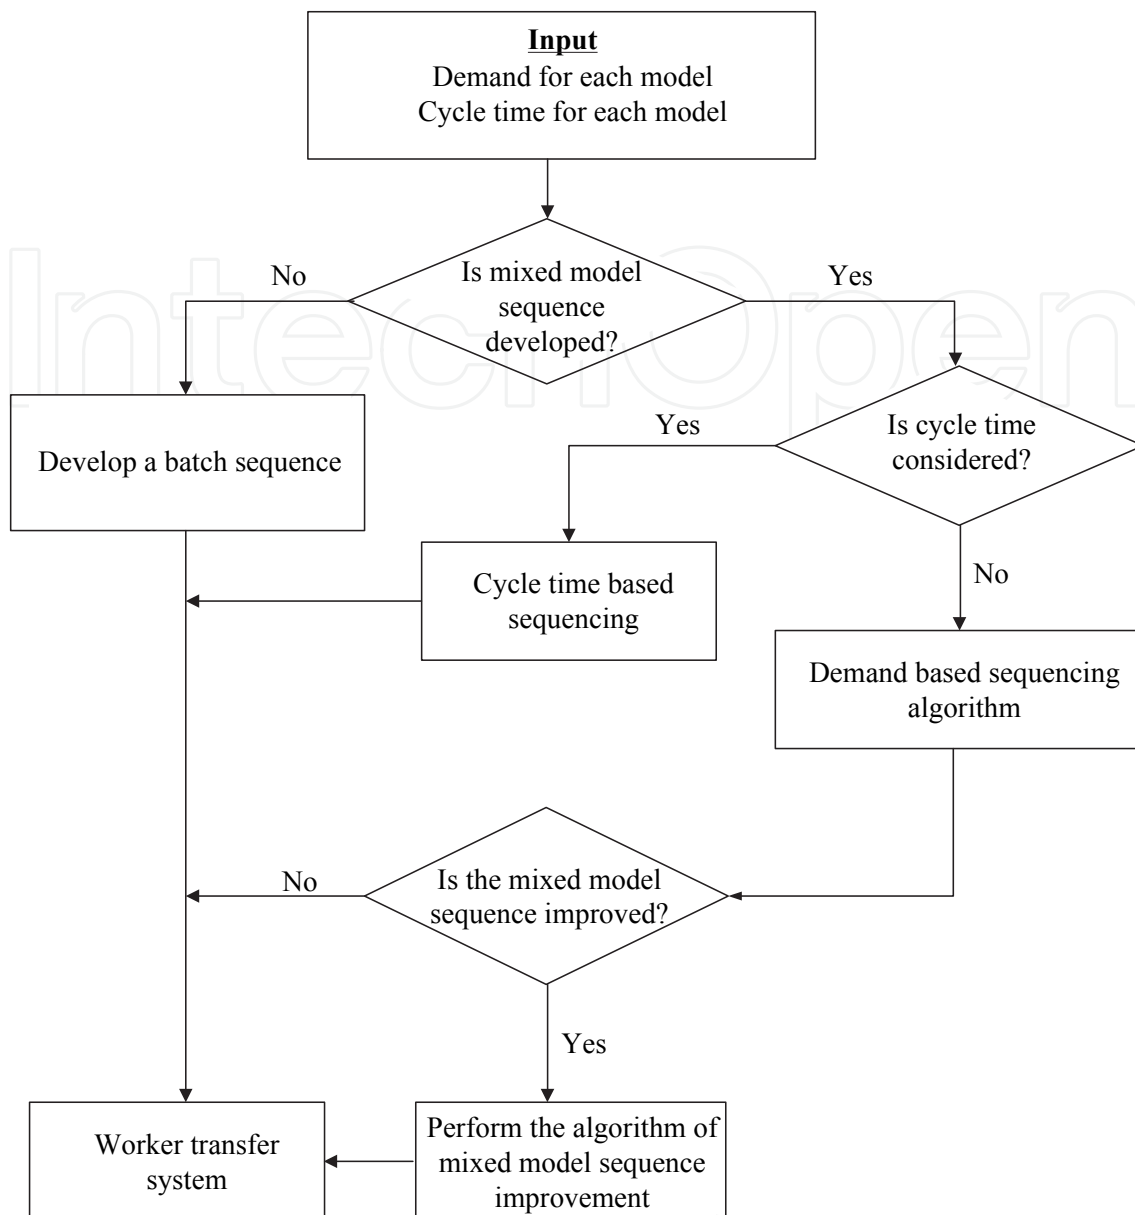 Input
Demand for each model
Cycle time for each model
No
Is mixed model
sequence
developed?
Yes
IntechOpen
Develop a batch sequence
Yes
Is cycle time
considered?
Cycle time based
sequencing
No
Demand based sequencing
algorithm
No
Is the mixed model
sequence improved?
Yes
Worker transfer
system
Perform the algorithm of
mixed model sequence
improvement